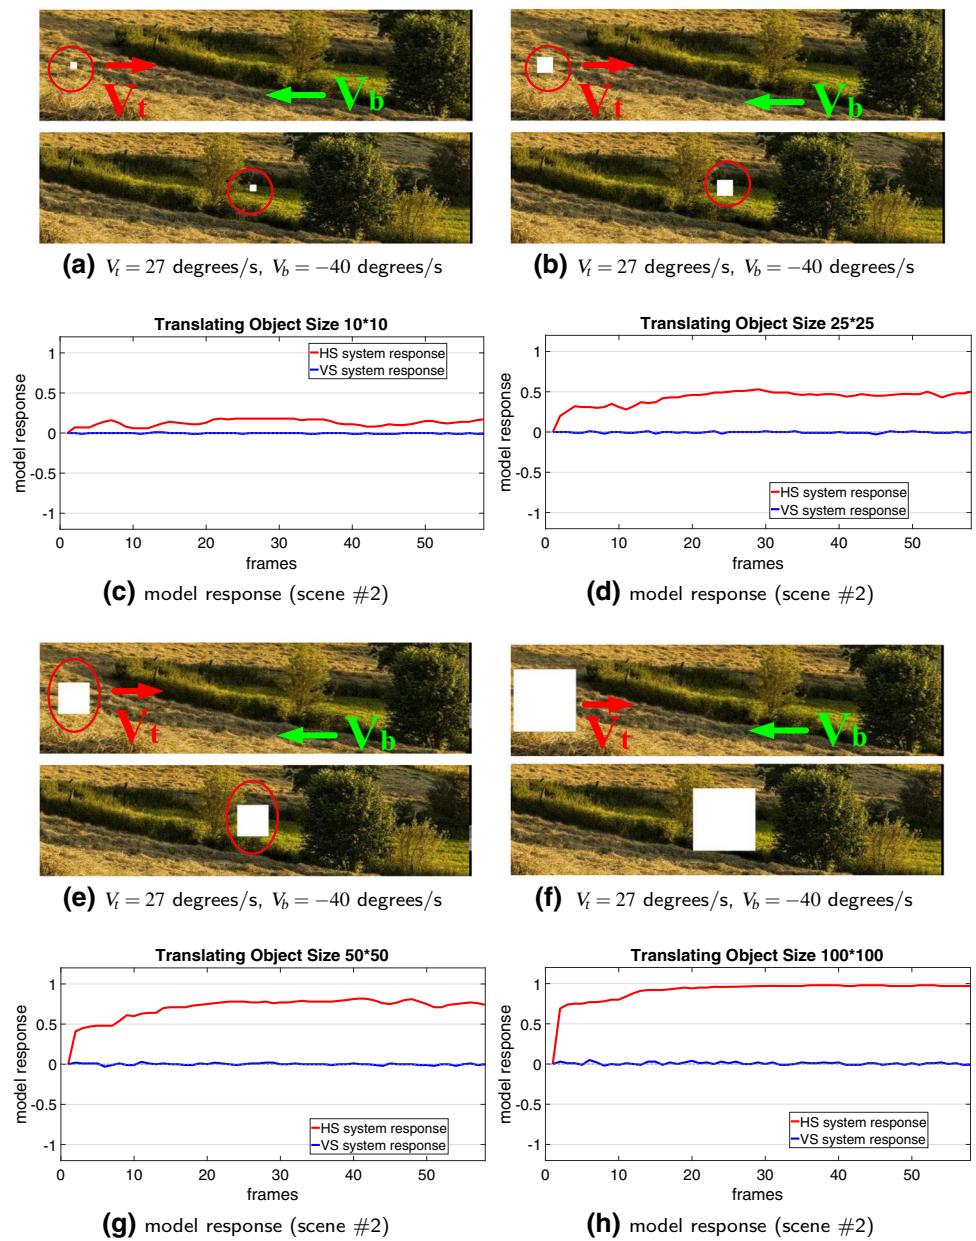 Vt
Vb
Vt
Vb
(a) Vt = 27 degrees/s, Vb = −40 degrees/s
(b) Vt = 27 degrees/s, Vb = −40 degrees/s
Translating Object Size 10*10
model response
1
0.5
0
-0.5
-1
HS system response
VS system response
0 10 20 30 40 50
frames
(c) model response (scene #2)
Translating Object Size 25*25
model response
1
0.5
0
-0.5
-1
HS system response
VS system response
0 10 20 30 40 50
frames
(d) model response (scene #2)
Vt
Vb
Vt
Vb
(e) Vt = 27 degrees/s, Vb = −40 degrees/s
(f) Vt = 27 degrees/s, Vb = −40 degrees/s
Translating Object Size 50*50
model response
1
0.5
0
-0.5
-1
HS system response
VS system response
0 10 20 30 40 50
frames
(g) model response (scene #2)
Translating Object Size 100*100
model response
1
0.5
0
-0.5
-1
HS system response
VS system response
0 10 20 30 40 50
frames
(h) model response (scene #2)